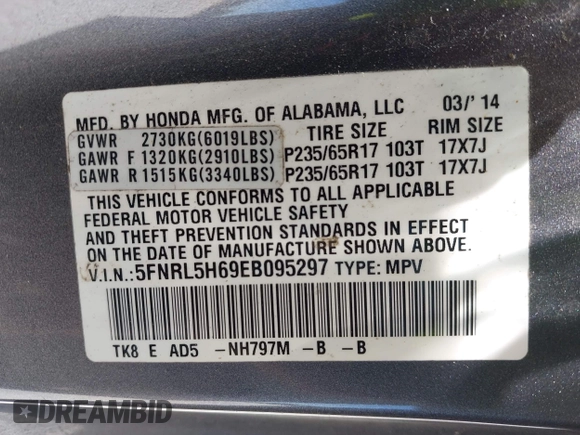 MFD. BY HONDA MFG. OF ALABAMA, LLC 03/'14
GVWR 2730KG(6019LBS) TIRE SIZE RIM SIZE
GAWR F 1320KG(2910LBS) P235/65R17 103T 17X7J
GAWR R 1515KG(3340LBS) P235/65R17 103T 17X7J
THIS VEHICLE CONFORMS TO ALL APPLICABLE
FEDERAL MOTOR VEHICLE SAFETY
AND THEFT PREVENTION STANDARDS IN EFFECT
ON THE DATE OF MANUFACTURE SHOWN ABOVE.
V.I.N.:5FNRL5H69EB095297 TYPE: MPV
TK8 E AD5 -NH797M -B -B
DREAMBID